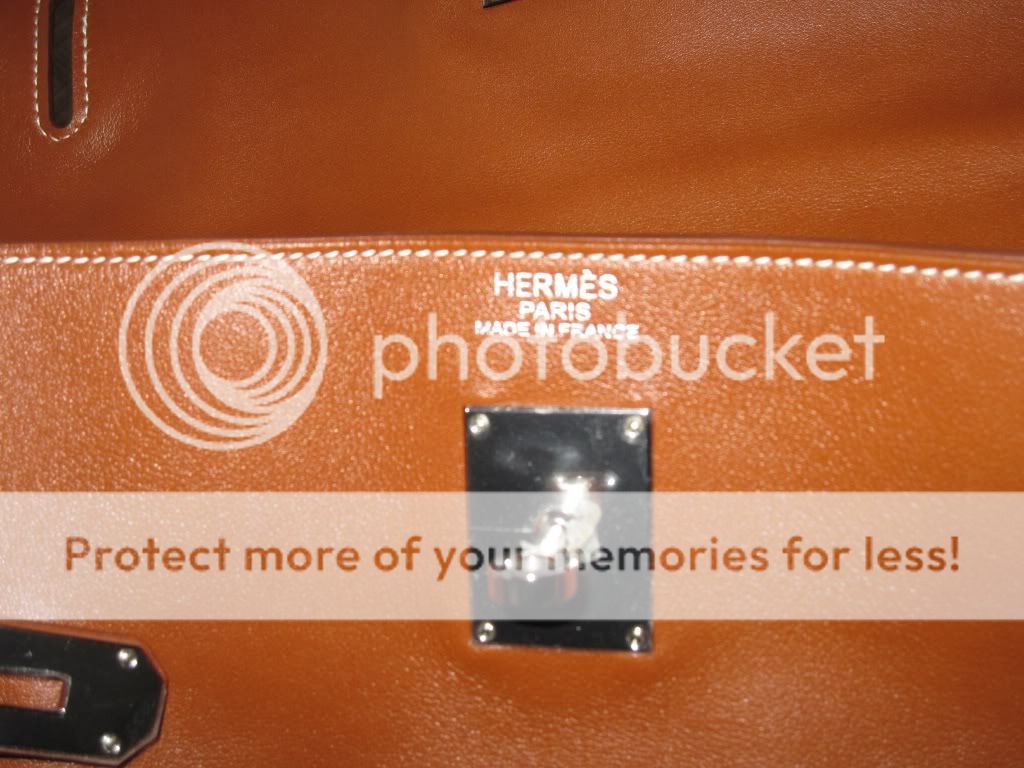 HERMÈS
PARIS
MADE IN FRANCE
photobucket
Protect more of your memories for less!